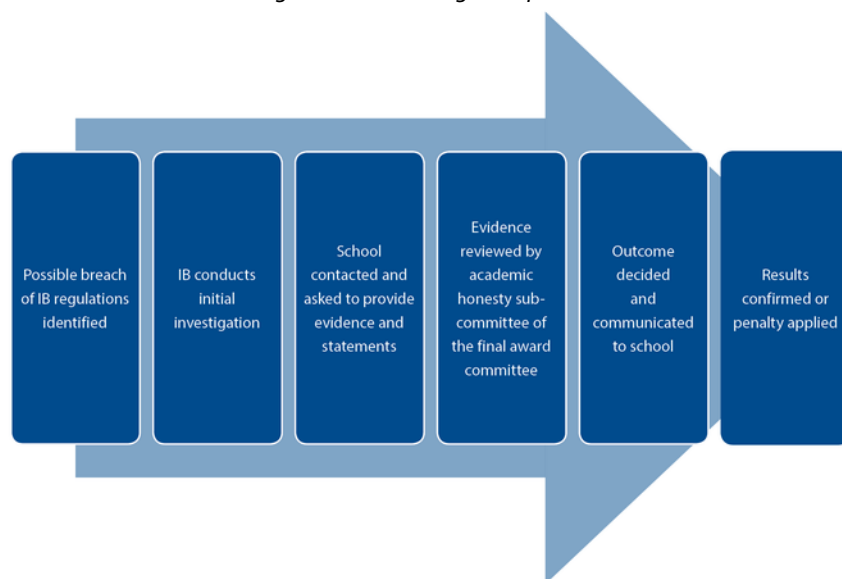 Possible breach
of IB regulations
identified
IB conducts
initial
investigation
School
contacted and
asked to provide
evidence and
statements
Evidence
reviewed by
academic
honesty sub-
committee of
the final award
committee
Outcome
decided
and
communicated
to school
Results
confirmed or
penalty applied